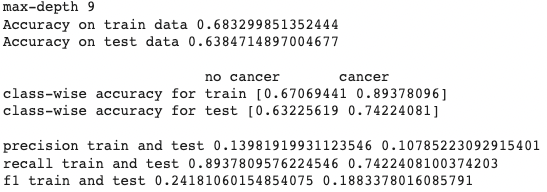 max-depth 9
Accuracy on train data 0.683299851352444
Accuracy on test data 0.6384714897004677
no cancer cancer
class-wise accuracy for train [0.67069441 0.89378096]
class-wise accuracy for test [0.63225619 0.74224081]
precision train and test 0.13981919931123546 0.10785223092915401
recall train and test 0.8937809576224546 0.7422408100374203
f1 train and test 0.24181060154854075 0.1883378016085791